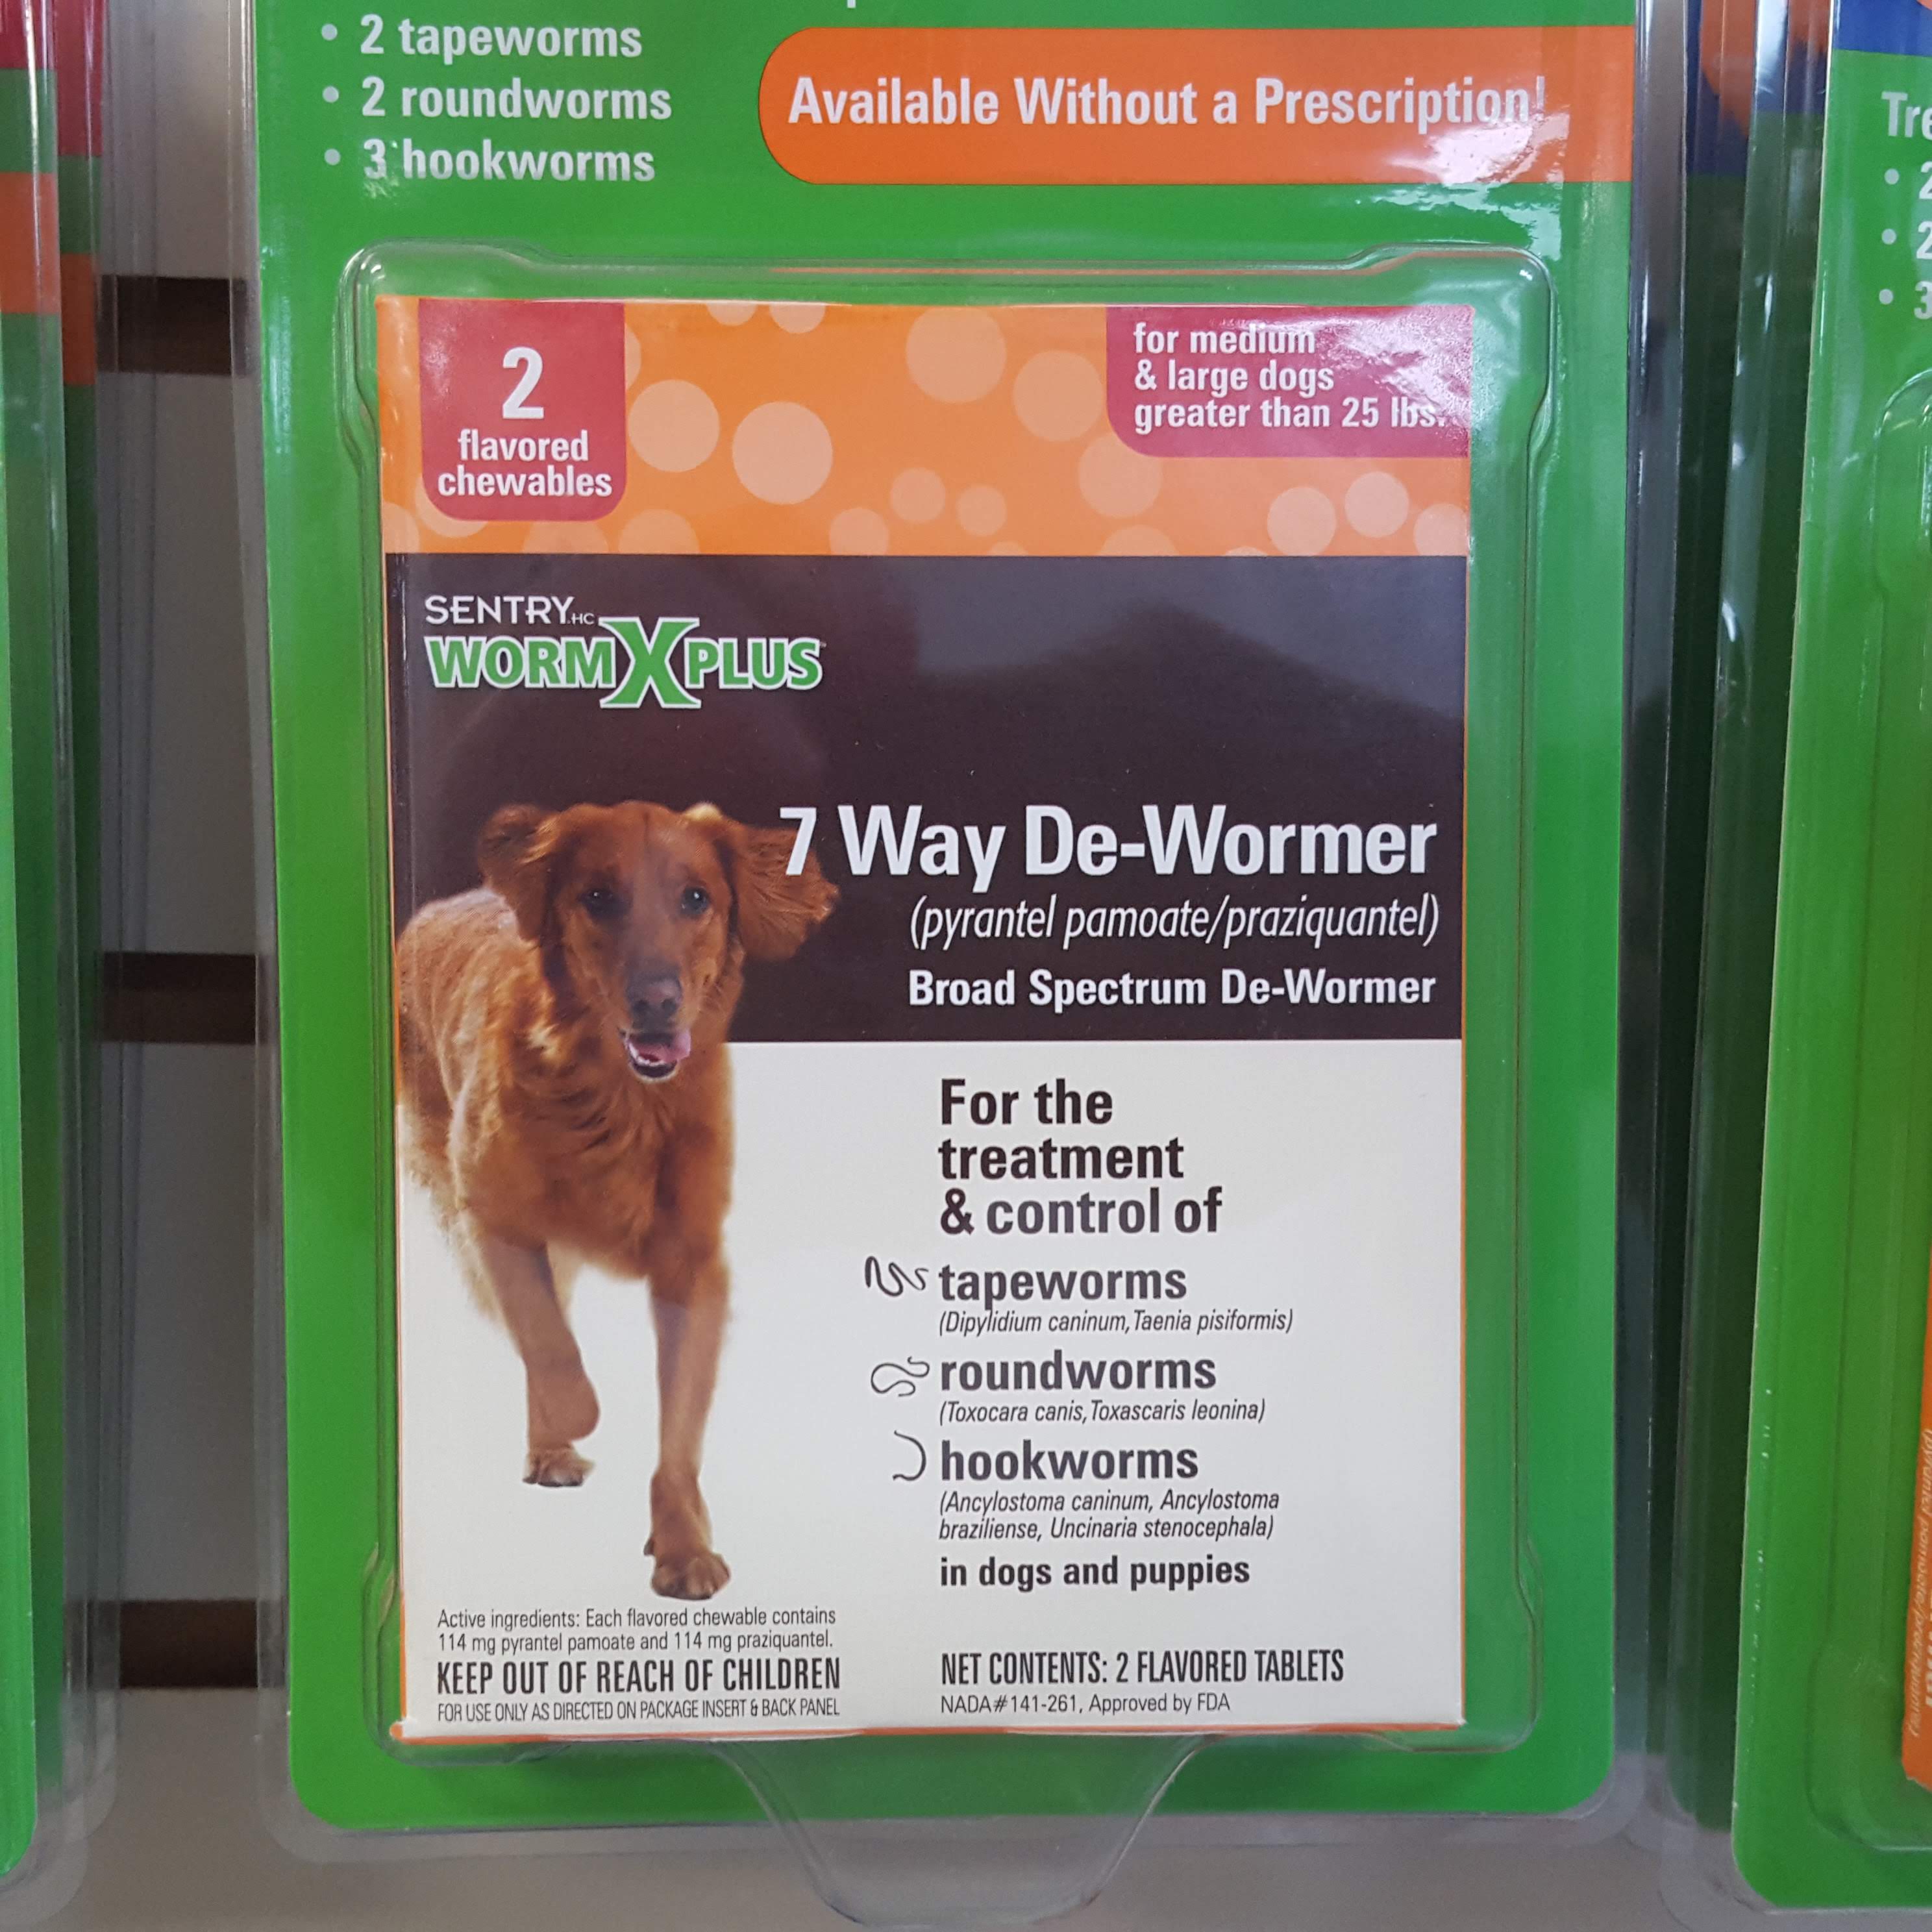 • 2 tapeworms
• 2 roundworms
• 3 hookworms
Available Without a Prescription!
2
flavored
chewables
for medium
& large dogs
greater than 25 lbs.
SENTRY HC
WORM X PLUS
7 Way De-Wormer
(pyrantel pamoate/praziquantel)
Broad Spectrum De-Wormer
For the
treatment
& control of
tapeworms
(Dipylidium caninum, Taenia pisiformis)
roundworms
(Toxocara canis, Toxascaris leonina)
hookworms
(Ancylostoma caninum, Ancylostoma
braziliense, Uncinaria stenocephala)
in dogs and puppies
Active ingredients: Each flavored chewable contains
114 mg pyrantel pamoate and 114 mg praziquantel.
KEEP OUT OF REACH OF CHILDREN
FOR USE ONLY AS DIRECTED ON PACKAGE INSERT & BACK PANEL
NET CONTENTS: 2 FLAVORED TABLETS
NADA#141-261, Approved by FDA
• 2
• 2
• 3